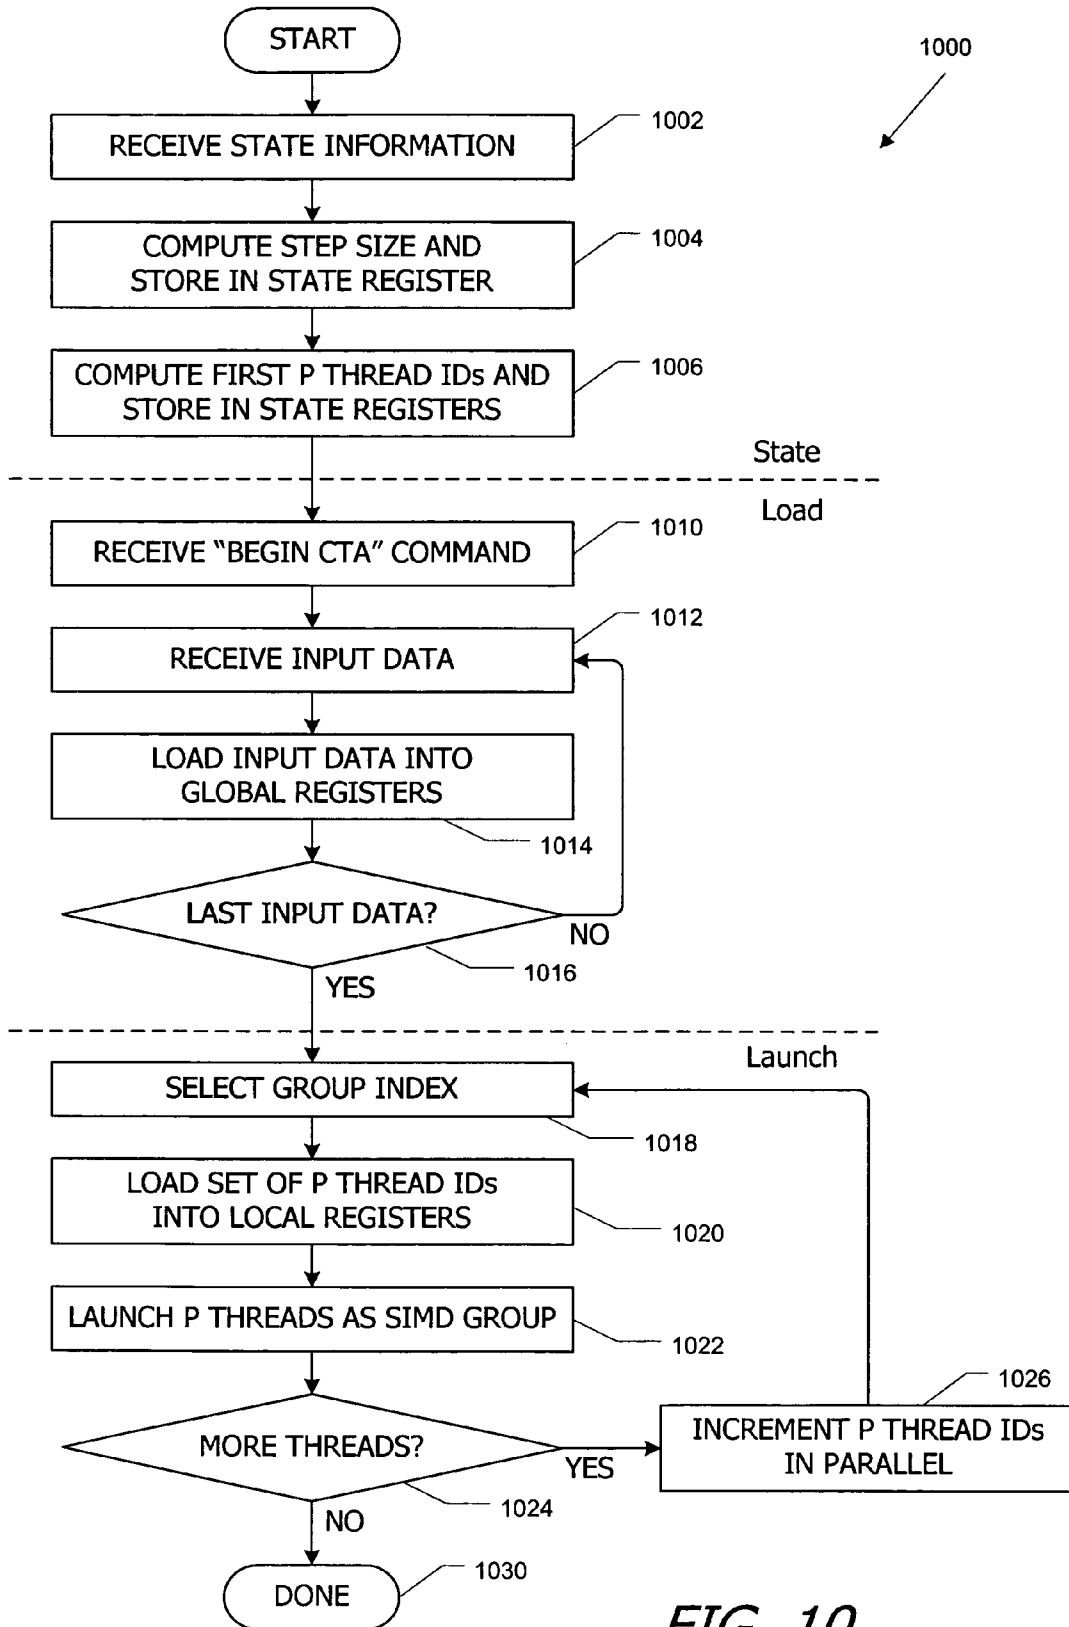 START
1000
1002
RECEIVE STATE INFORMATION
1004
COMPUTE STEP SIZE AND
STORE IN STATE REGISTER
1006
COMPUTE FIRST P THREAD IDs AND
STORE IN STATE REGISTERS
State
Load
1010
RECEIVE “BEGIN CTA” COMMAND
1012
RECEIVE INPUT DATA
LOAD INPUT DATA INTO
GLOBAL REGISTERS
1014
LAST INPUT DATA?
NO
1016
YES
Launch
SELECT GROUP INDEX
1018
LOAD SET OF P THREAD IDs
INTO LOCAL REGISTERS
1020
LAUNCH P THREADS AS SIMD GROUP
1022
1026
MORE THREADS?
YES
INCREMENT P THREAD IDs
IN PARALLEL
1024
NO
1030
DONE
FIG. 10